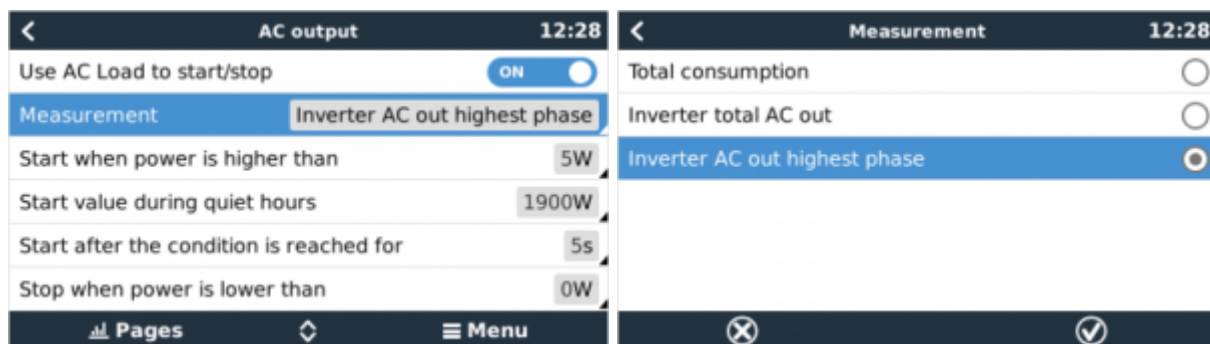 AC output 12:28
Use AC Load to start/stop ON
Measurement Inverter AC out highest phase
Start when power is higher than 5W
Start value during quiet hours 1900W
Start after the condition is reached for 5s
Stop when power is lower than 0W
Pages Menu
Measurement 12:28
Total consumption
Inverter total AC out
Inverter AC out highest phase